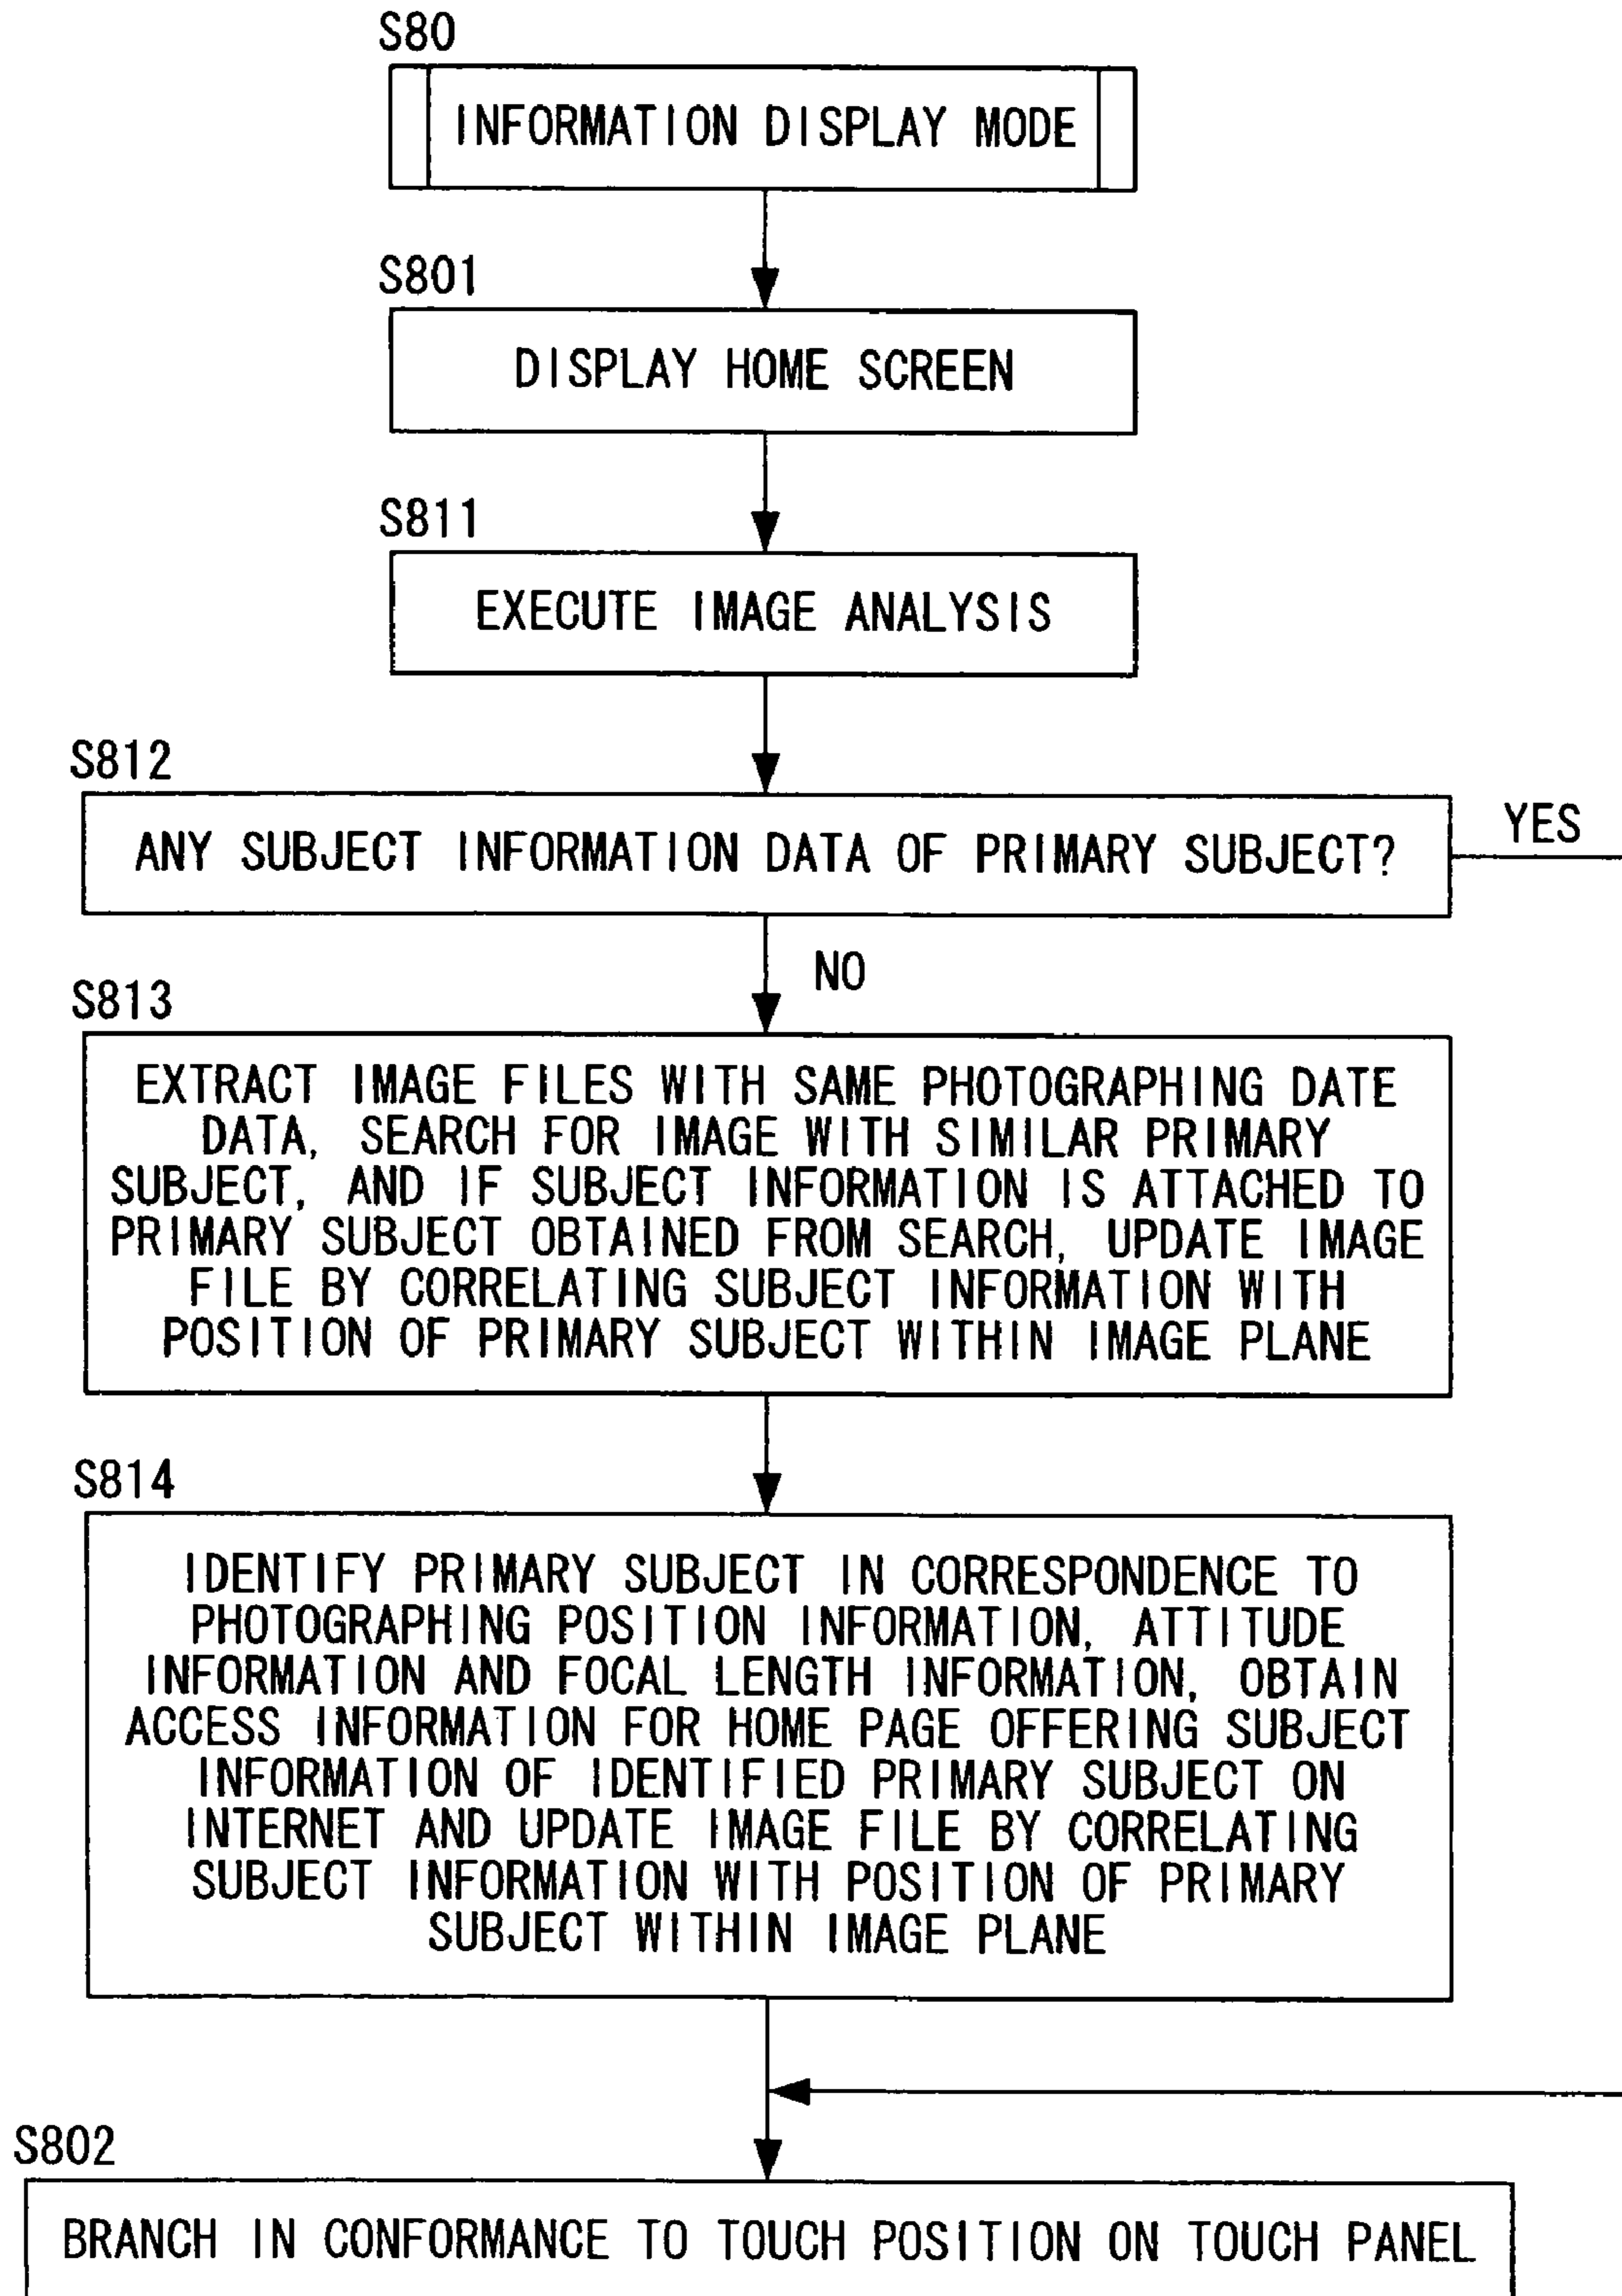 S80
INFORMATION DISPLAY MODE
S801
DISPLAY HOME SCREEN
S811
EXECUTE IMAGE ANALYSIS
S812
ANY SUBJECT INFORMATION DATA OF PRIMARY SUBJECT?
YES
NO
S813
EXTRACT IMAGE FILES WITH SAME PHOTOGRAPHING DATE
DATA, SEARCH FOR IMAGE WITH SIMILAR PRIMARY
SUBJECT, AND IF SUBJECT INFORMATION IS ATTACHED TO
PRIMARY SUBJECT OBTAINED FROM SEARCH, UPDATE IMAGE
FILE BY CORRELATING SUBJECT INFORMATION WITH
POSITION OF PRIMARY SUBJECT WITHIN IMAGE PLANE
S814
IDENTIFY PRIMARY SUBJECT IN CORRESPONDENCE TO
PHOTOGRAPHING POSITION INFORMATION, ATTITUDE
INFORMATION AND FOCAL LENGTH INFORMATION, OBTAIN
ACCESS INFORMATION FOR HOME PAGE OFFERING SUBJECT
INFORMATION OF IDENTIFIED PRIMARY SUBJECT ON
INTERNET AND UPDATE IMAGE FILE BY CORRELATING
SUBJECT INFORMATION WITH POSITION OF PRIMARY
SUBJECT WITHIN IMAGE PLANE
S802
BRANCH IN CONFORMANCE TO TOUCH POSITION ON TOUCH PANEL